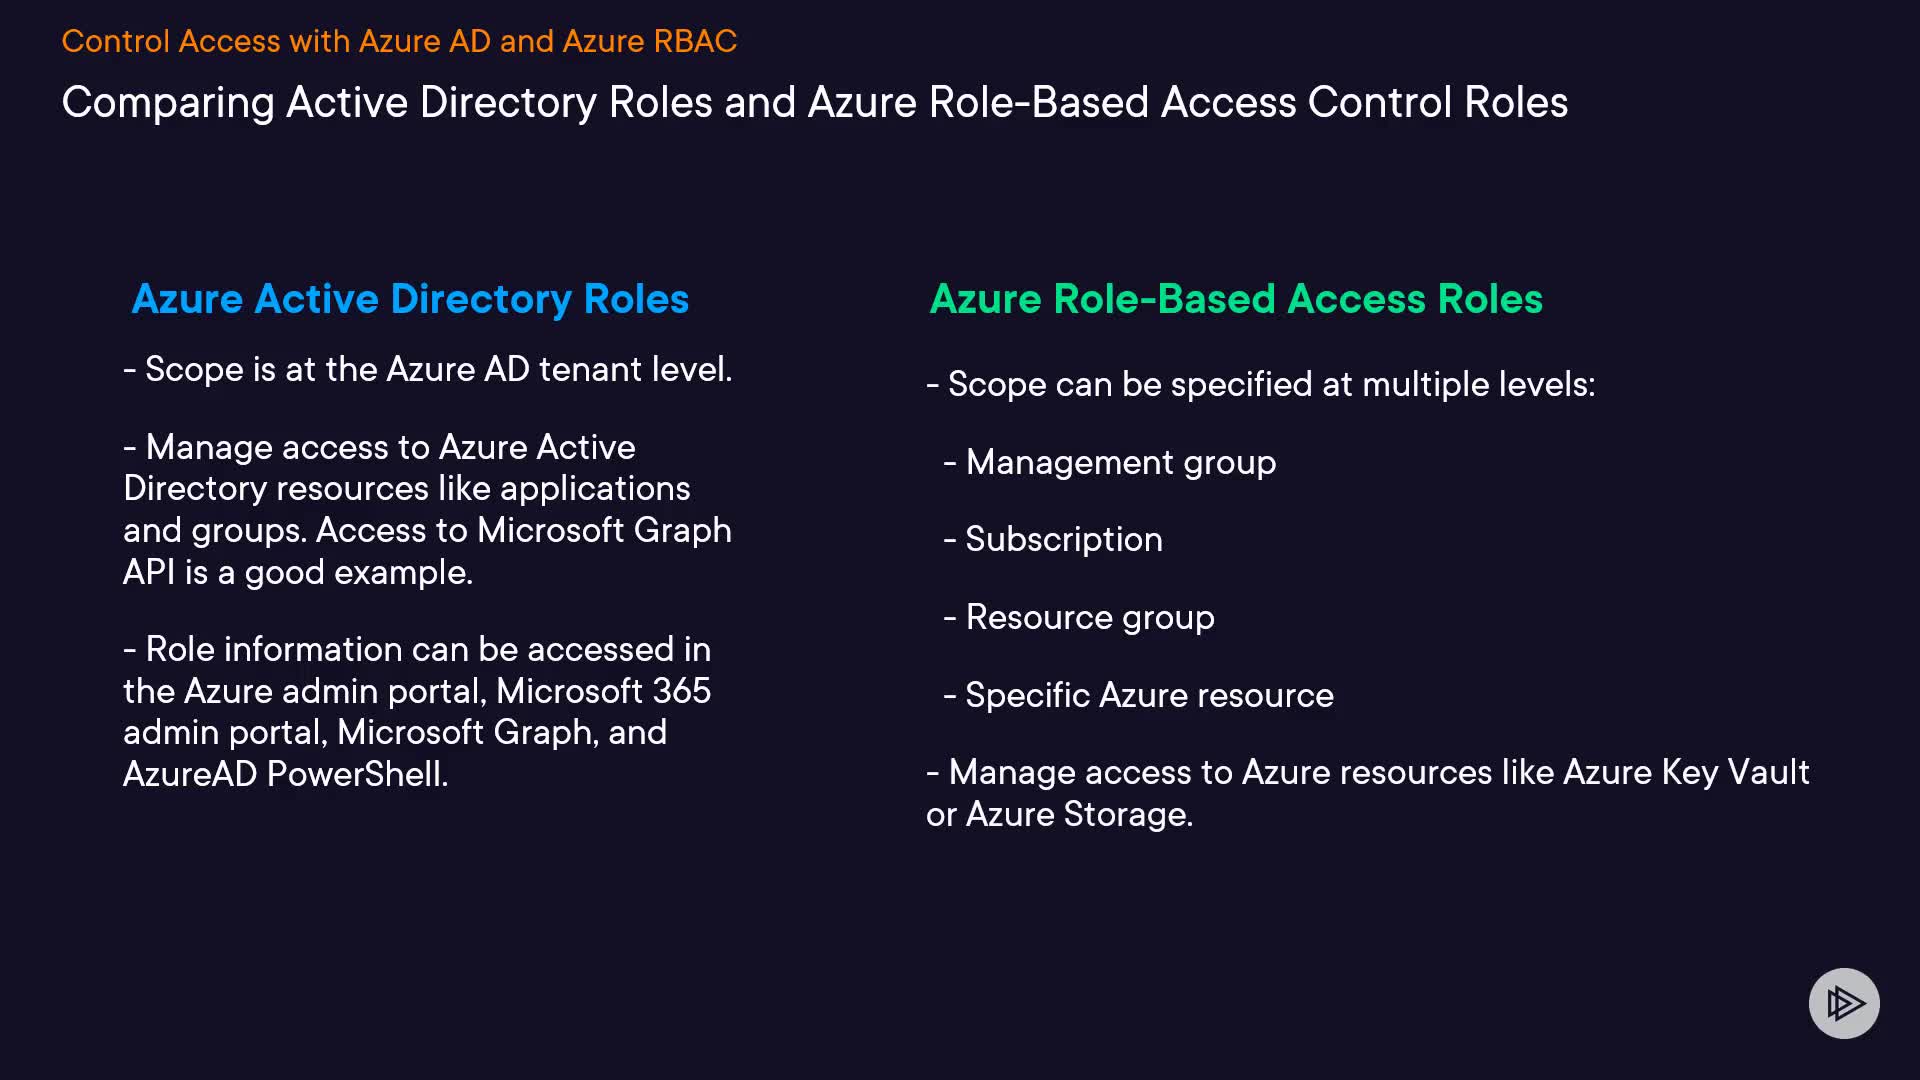 Control Access with Azure AD and Azure RBAC
Comparing Active Directory Roles and Azure Role-Based Access Control Roles
Azure Active Directory Roles
- Scope is at the Azure AD tenant level.
- Manage access to Azure Active
Directory resources like applications
and groups. Access to Microsoft Graph
API is a good example.
- Role information can be accessed in
the Azure admin portal, Microsoft 365
admin portal, Microsoft Graph, and
AzureAD PowerShell.
Azure Role-Based Access Roles
- Scope can be specified at multiple levels:
- Management group
- Subscription
- Resource group
- Specific Azure resource
- Manage access to Azure resources like Azure Key Vault
or Azure Storage.